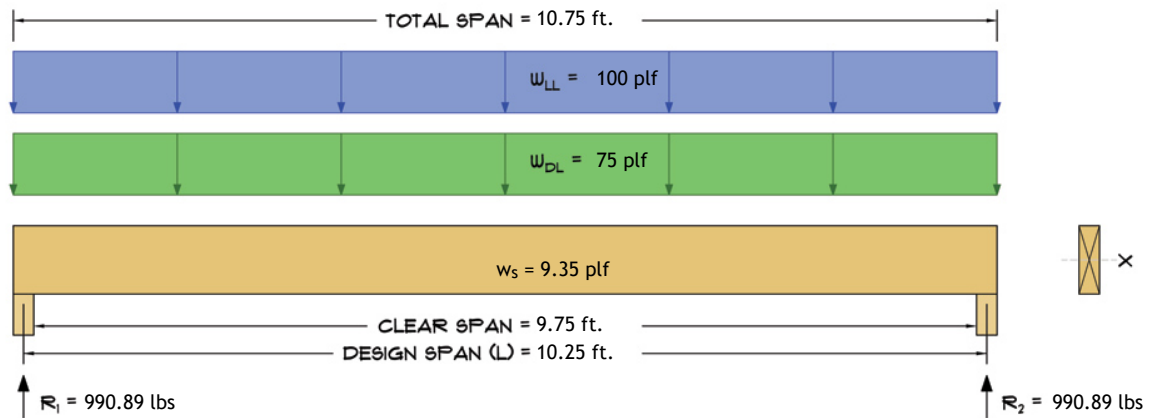 TOTAL SPAN = 10.75 ft.
WLL = 100 plf
WDL = 75 plf
ws = 9.35 plf
X
CLEAR SPAN = 9.75 ft.
DESIGN SPAN (L) = 10.25 ft.
R1 = 990.89 lbs
R2 = 990.89 lbs